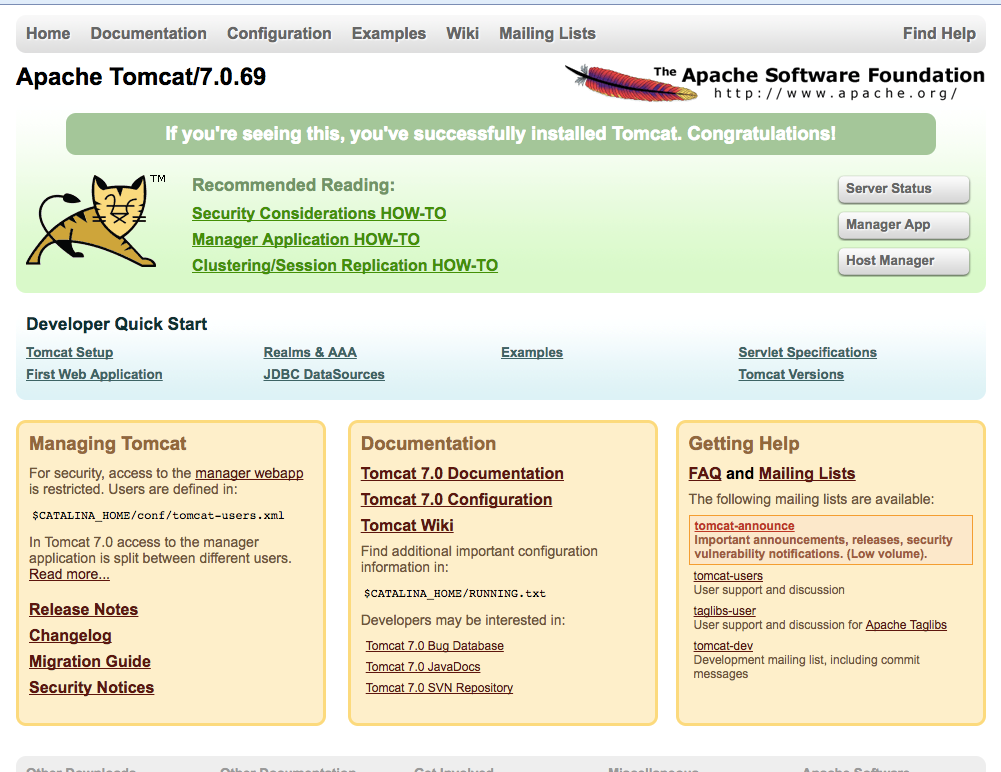 Home Documentation Configuration Examples Wiki Mailing Lists Find Help
Apache Tomcat/7.0.69
The Apache Software Foundation
http://www.apache.org/
If you're seeing this, you've successfully installed Tomcat. Congratulations!
TM
Recommended Reading:
Security Considerations HOW-TO
Manager Application HOW-TO
Clustering/Session Replication HOW-TO
Server Status
Manager App
Host Manager
Developer Quick Start
Tomcat Setup
First Web Application
Realms & AAA
JDBC DataSources
Examples
Servlet Specifications
Tomcat Versions
Managing Tomcat
For security, access to the manager webapp
is restricted. Users are defined in:
$CATALINA_HOME/conf/tomcat-users.xml
In Tomcat 7.0 access to the manager
application is split between different users.
Read more...
Release Notes
Changelog
Migration Guide
Security Notices
Documentation
Tomcat 7.0 Documentation
Tomcat 7.0 Configuration
Tomcat Wiki
Find additional important configuration
information in:
$CATALINA_HOME/RUNNING.txt
Developers may be interested in:
Tomcat 7.0 Bug Database
Tomcat 7.0 JavaDocs
Tomcat 7.0 SVN Repository
Getting Help
FAQ and Mailing Lists
The following mailing lists are available:
tomcat-announce
Important announcements, releases, security
vulnerability notifications. (Low volume).
tomcat-users
User support and discussion
taglibs-user
User support and discussion for Apache Taglibs
tomcat-dev
Development mailing list, including commit
messages
Other Downloads Other Documentation Get Involved Miscellaneous Apache Software